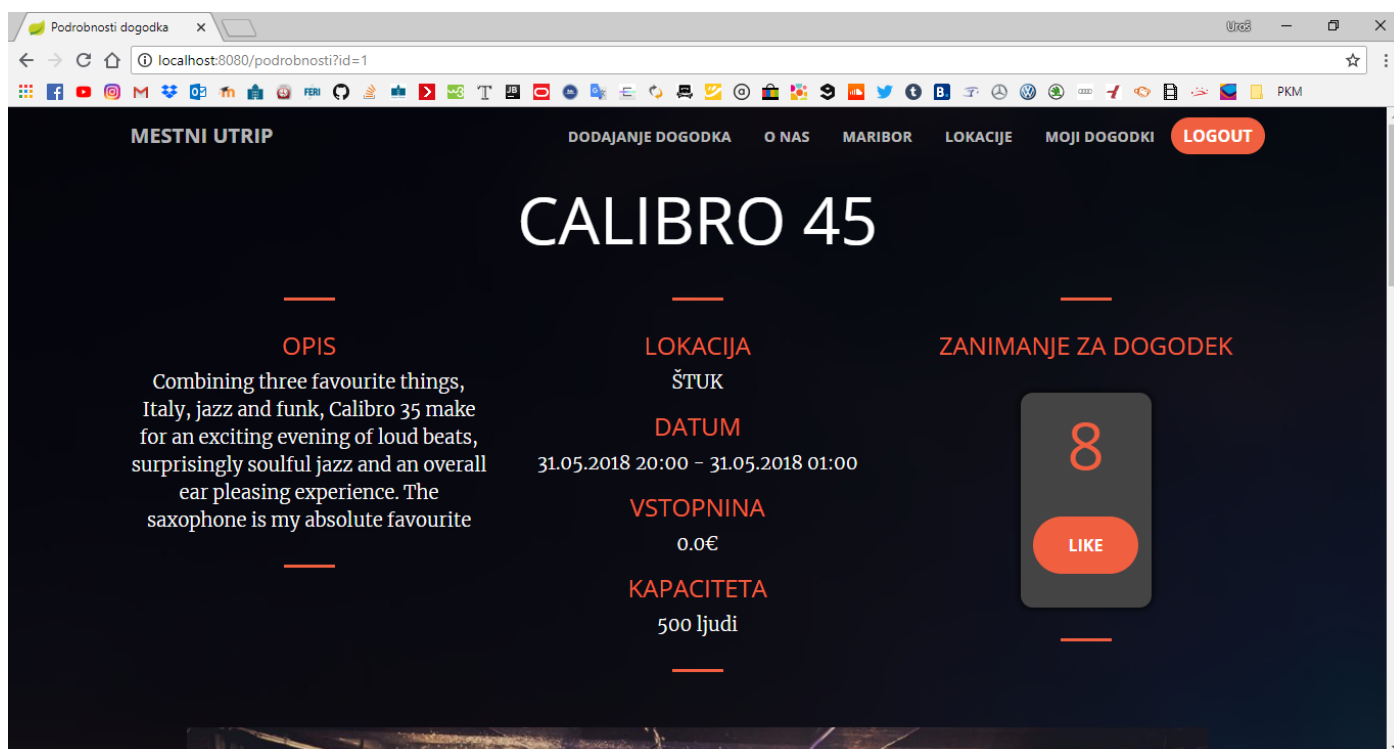 Podrobnosti dogodka
Uroš
localhost:8080/podrobnosti?id=1
FERI
PKM
MESTNI UTRIP
DODAJANJE DOGODKA
O NAS
MARIBOR
LOKACIJE
MOJI DOGODKI
LOGOUT
CALIBRO 45
OPIS
Combining three favourite things,
Italy, jazz and funk, Calibro 35 make
for an exciting evening of loud beats,
surprisingly soulful jazz and an overall
ear pleasing experience. The
saxophone is my absolute favourite
LOKACIJA
ŠTUK
DATUM
31.05.2018 20:00 - 31.05.2018 01:00
VSTOPNINA
0.0€
KAPACITETA
500 ljudi
ZANIMANJE ZA DOGODEK
8
LIKE